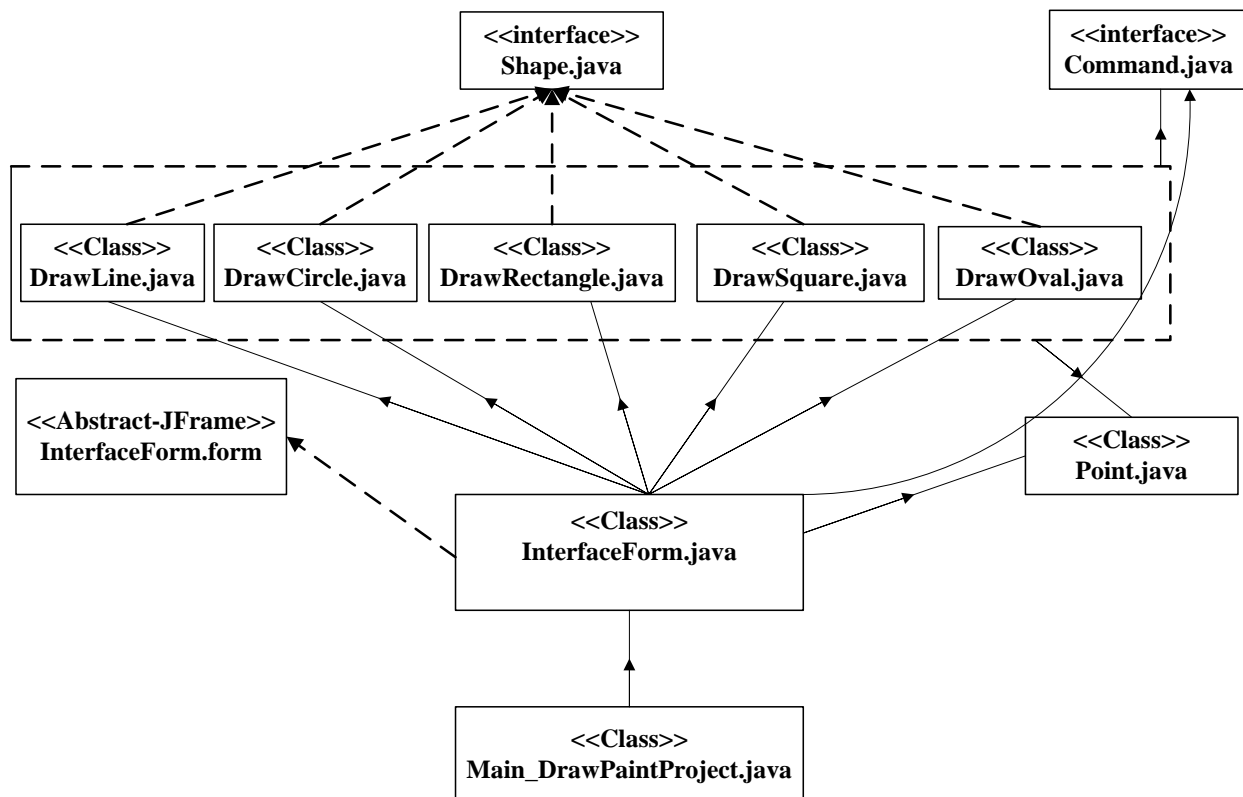 <<interface>>
Shape.java
<<interface>>
Command.java
<<Class>>
DrawLine.java
<<Class>>
DrawCircle.java
<<Class>>
DrawRectangle.java
<<Class>>
DrawSquare.java
<<Class>>
DrawOval.java
<<Abstract-JFrame>>
InterfaceForm.form
<<Class>>
Point.java
<<Class>>
InterfaceForm.java
<<Class>>
Main_DrawPaintProject.java